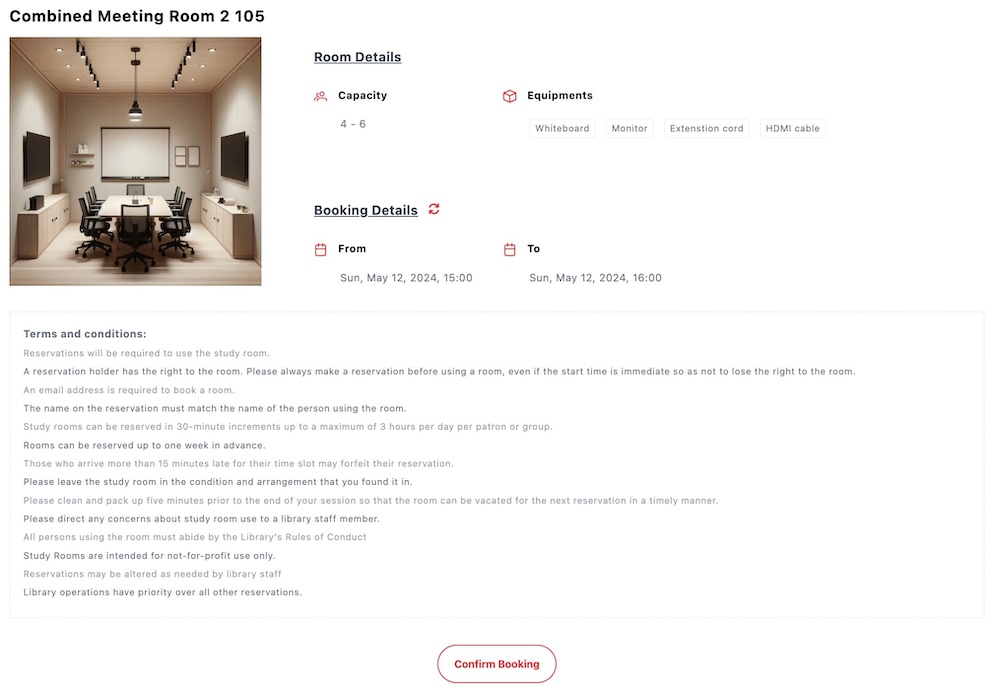 Combined Meeting Room 2 105
Room Details
Capacity
4 - 6
Equipments
Whiteboard
Monitor
Extenstion cord
HDMI cable
Booking Details
From
Sun, May 12, 2024, 15:00
To
Sun, May 12, 2024, 16:00
Terms and conditions:
Reservations will be required to use the study room.
A reservation holder has the right to the room. Please always make a reservation before using a room, even if the start time is immediate so as not to lose the right to the room.
An email address is required to book a room.
The name on the reservation must match the name of the person using the room.
Study rooms can be reserved in 30-minute increments up to a maximum of 3 hours per day per patron or group.
Rooms can be reserved up to one week in advance.
Those who arrive more than 15 minutes late for their time slot may forfeit their reservation.
Please leave the study room in the condition and arrangement that you found it in.
Please clean and pack up five minutes prior to the end of your session so that the room can be vacated for the next reservation in a timely manner.
Please direct any concerns about study room use to a library staff member.
All persons using the room must abide by the Library's Rules of Conduct
Study Rooms are intended for not-for-profit use only.
Reservations may be altered as needed by library staff
Library operations have priority over all other reservations.
Confirm Booking